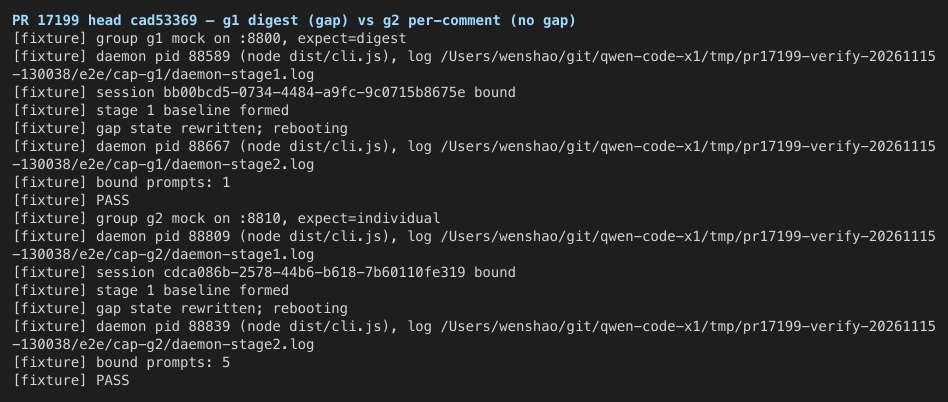 PR 17199 head cad53369 — g1 digest (gap) vs g2 per-comment (no gap)
[fixture] group g1 mock on :8800, expect=digest
[fixture] daemon pid 88589 (node dist/cli.js), log /Users/wenshao/git/qwen-code-x1/tmp/pr17199-verify-20261115
-130038/e2e/cap-g1/daemon-stage1.log
[fixture] session bb00bcd5-0734-4484-a9fc-9c0715b8675e bound
[fixture] stage 1 baseline formed
[fixture] gap state rewritten; rebooting
[fixture] daemon pid 88667 (node dist/cli.js), log /Users/wenshao/git/qwen-code-x1/tmp/pr17199-verify-20261115
-130038/e2e/cap-g1/daemon-stage2.log
[fixture] bound prompts: 1
[fixture] PASS
[fixture] group g2 mock on :8810, expect=individual
[fixture] daemon pid 88809 (node dist/cli.js), log /Users/wenshao/git/qwen-code-x1/tmp/pr17199-verify-20261115
-130038/e2e/cap-g2/daemon-stage1.log
[fixture] session cdca086b-2578-44b6-b618-7b60110fe319 bound
[fixture] stage 1 baseline formed
[fixture] gap state rewritten; rebooting
[fixture] daemon pid 88839 (node dist/cli.js), log /Users/wenshao/git/qwen-code-x1/tmp/pr17199-verify-20261115
-130038/e2e/cap-g2/daemon-stage2.log
[fixture] bound prompts: 5
[fixture] PASS